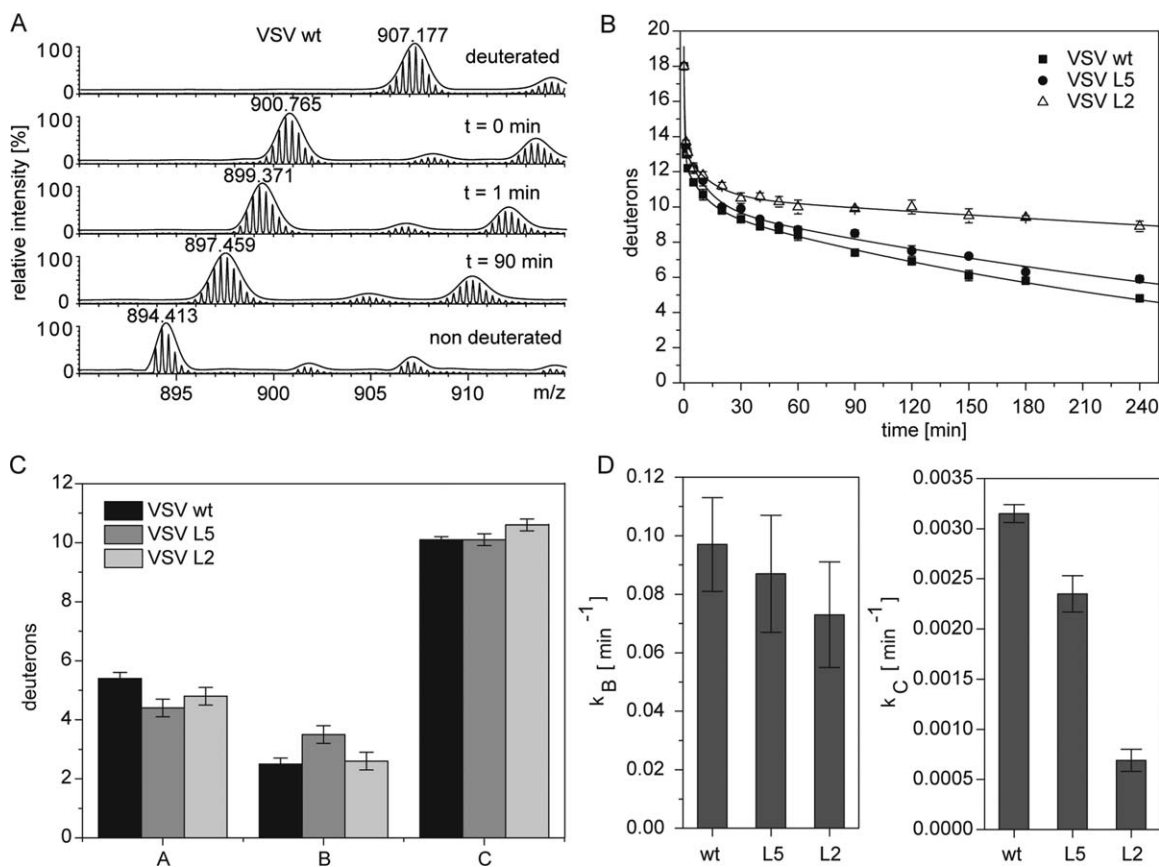 A
VSV wt
907.177
deuterated
100
0
900.765
t = 0 min
100
0
899.371
t = 1 min
100
0
897.459
t = 90 min
100
0
894.413
non deuterated
100
0
relative intensity [%]
895 900 905 910 m/z
B
VSV wt
VSV L5
VSV L2
20
18
16
14
12
10
8
6
4
2
0
deuterons
0 30 60 90 120 150 180 210 240
time [min]
C
VSV wt
VSV L5
VSV L2
12
10
8
6
4
2
0
deuterons
A B C
D
0.12
0.10
0.08
0.06
0.04
0.02
0.00
k B [ min -1 ]
wt L5 L2
0.0035
0.0030
0.0025
0.0020
0.0015
0.0010
0.0005
0.0000
k C [ min -1 ]
wt L5 L2